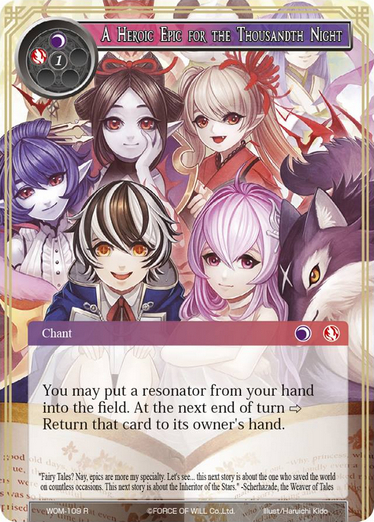 A Heroic Epic for the Thousandth Night
1
Chant
You may put a resonator from your hand
into the field. At the next end of turn ⇨
Return that card to its owner's hand.
"Fairy Tales? Nay, epics are more my specialty. Let's see... this next story is about the one who saved the world
on countless occasions. This next story is about the Inheritor of the Stars." -Scherhazade, the Weaver of Tales
WOM-109 R
©FORCE OF WILL Co.,Ltd.
Illust/Haruichi Kido